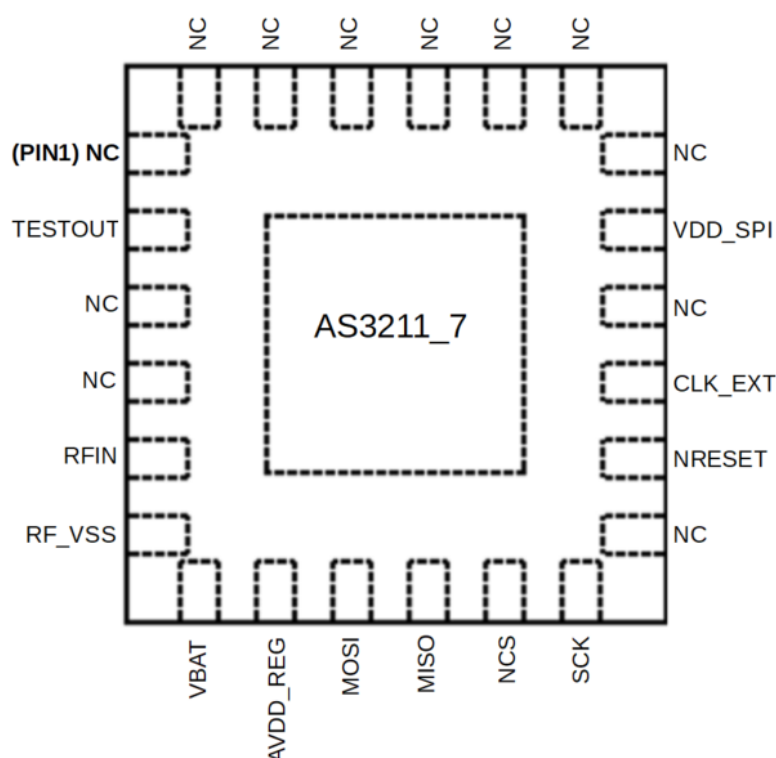 NC
NC
NC
NC
NC
NC
(PIN1) NC
NC
TESTOUT
VDD_SPI
NC
NC
AS3211_7
NC
CLK_EXT
RFIN
NRESET
RF_VSS
NC
VBAT
AVDD_REG
MOSI
MISO
NCS
SCK